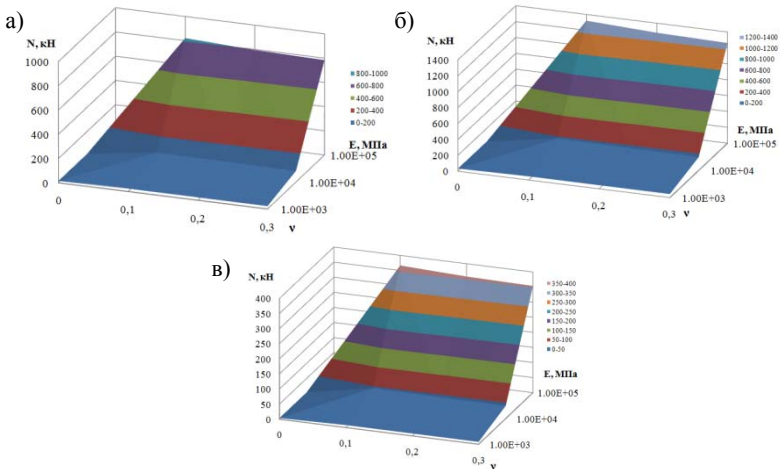 а)
N, кН
1000
800
600
400
200
0
0
0,1
0,2
0,3
ν
1.00E+03
1.00E+04
1.00E+05
E, МПа
800-1000
600-800
400-600
200-400
0-200
б)
N, кН
1400
1200
1000
800
600
400
200
0
0
0,1
0,2
0,3
ν
1.00E+03
1.00E+04
1.00E+05
E, МПа
1200-1400
1000-1200
800-1000
600-800
400-600
200-400
0-200
в)
N, кН
400
350
300
250
200
150
100
50
0
0
0,1
0,2
0,3
ν
1.00E+03
1.00E+04
1.00E+05
E, МПа
350-400
300-350
250-300
200-250
150-200
100-150
50-100
0-50